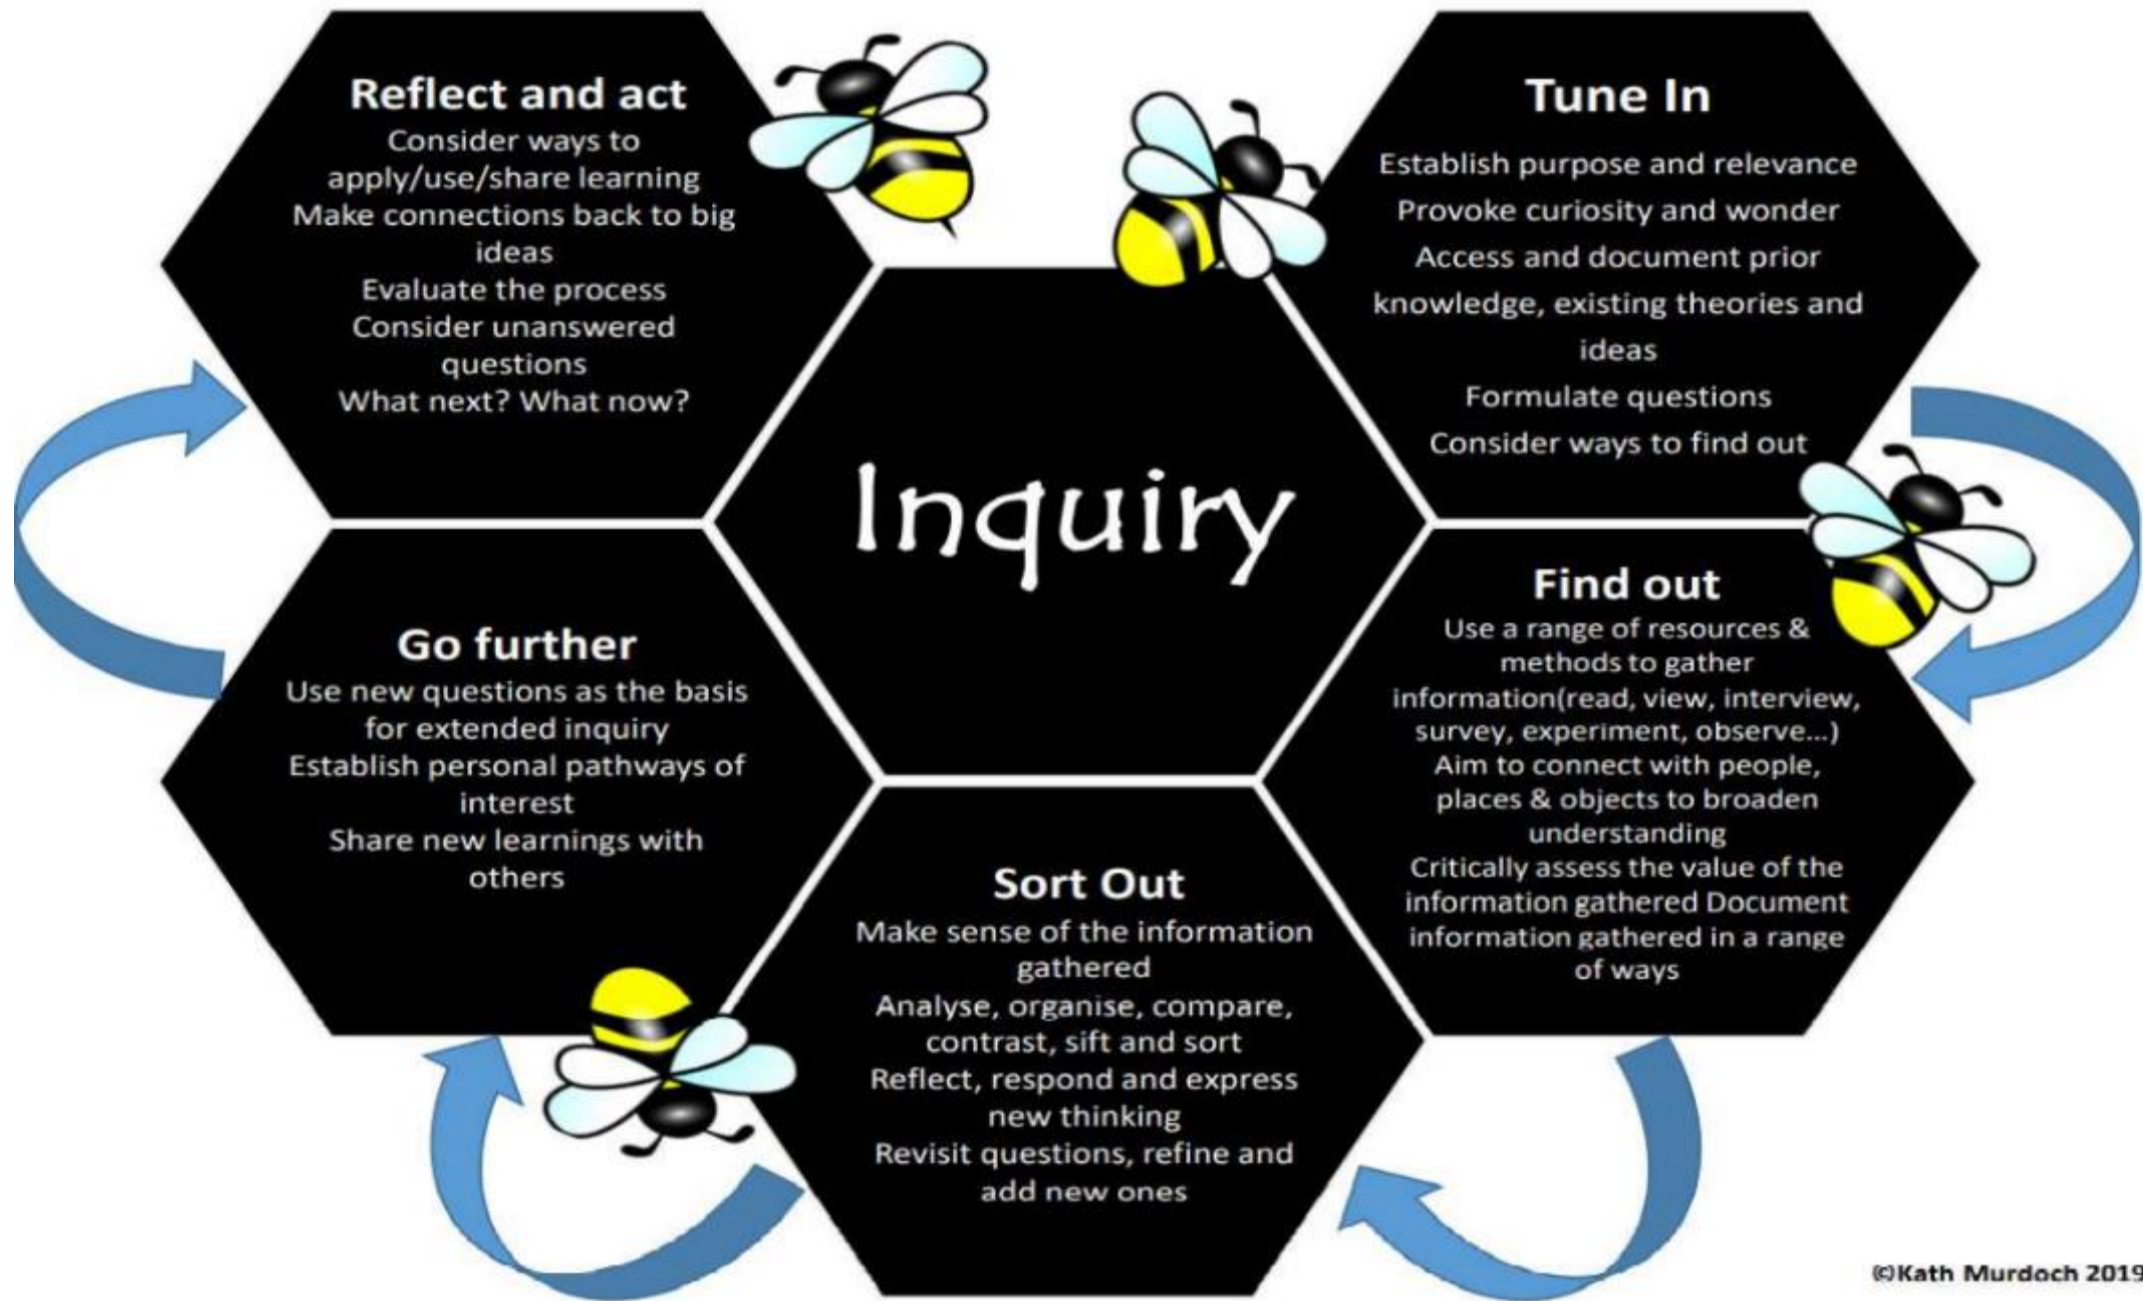 Reflect and act
Consider ways to
apply/use/share learning
Make connections back to big
ideas
Evaluate the process
Consider unanswered
questions
What next? What now?
Tune In
Establish purpose and relevance
Provoke curiosity and wonder
Access and document prior
knowledge, existing theories and
ideas
Formulate questions
Consider ways to find out
Inquiry
Find out
Use a range of resources &
methods to gather
information(read, view, interview,
survey, experiment, observe...)
Aim to connect with people,
places & objects to broaden
understanding
Critically assess the value of the
information gathered Document
information gathered in a range
of ways
Go further
Use new questions as the basis
for extended inquiry
Establish personal pathways of
interest
Share new learnings with
others
Sort Out
Make sense of the information
gathered
Analyse, organise, compare,
contrast, sift and sort
Reflect, respond and express
new thinking
Revisit questions, refine and
add new ones
©Kath Murdoch 2019